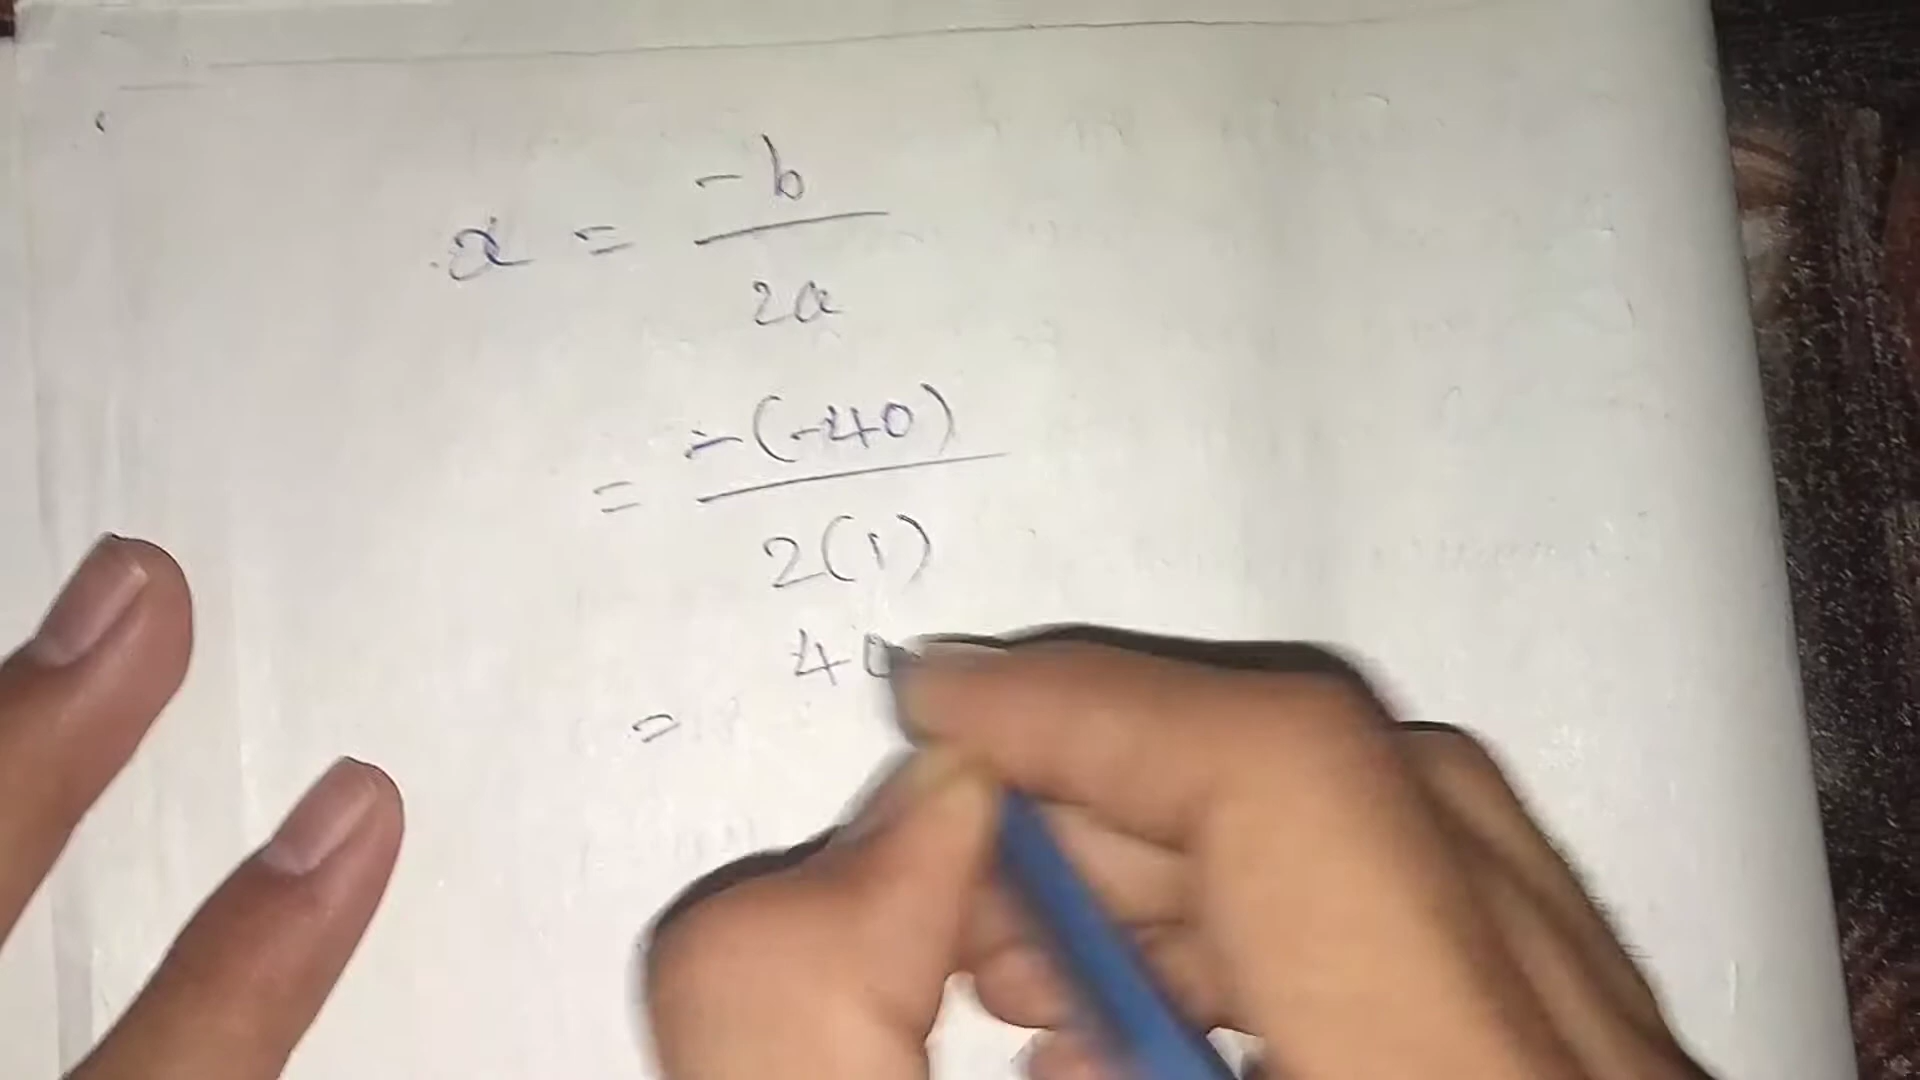 x = -b / 2a
= -(-40) / 2(1)
= 40